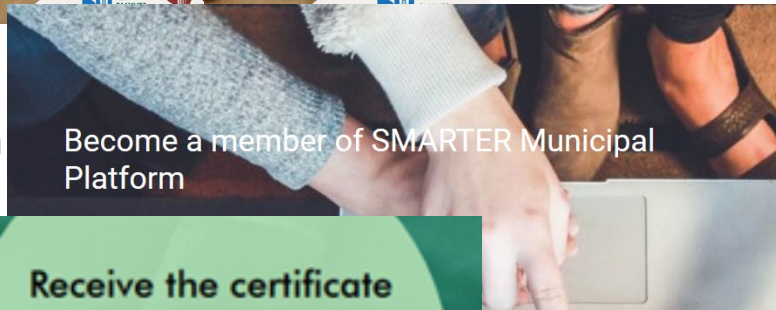 Become a member of SMARTER Municipal
Platform
Receive the certificate